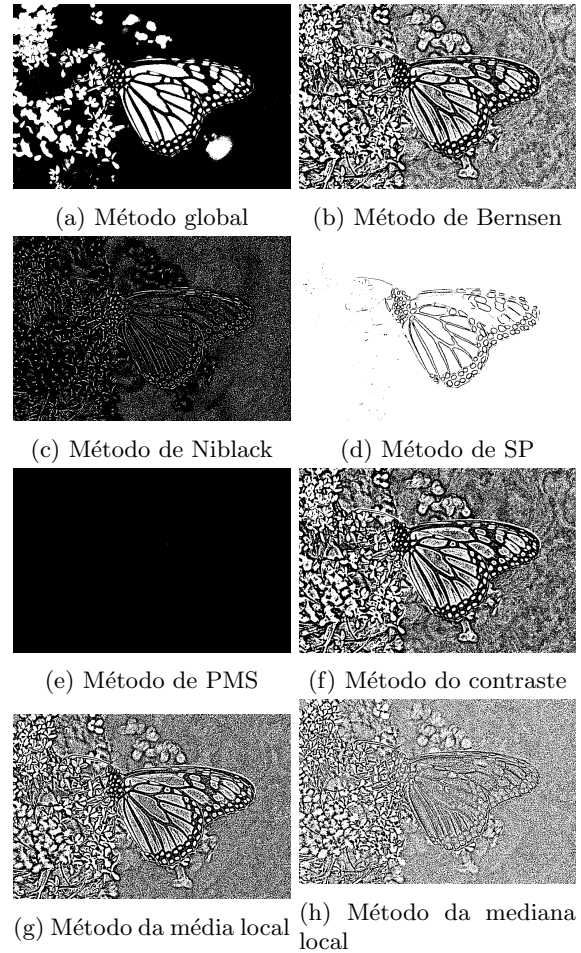 (a) Método global
(b) Método de Bernsen
(c) Método de Niblack
(d) Método de SP
(e) Método de PMS
(f) Método do contraste
(g) Método da média local
(h) Método da mediana
local